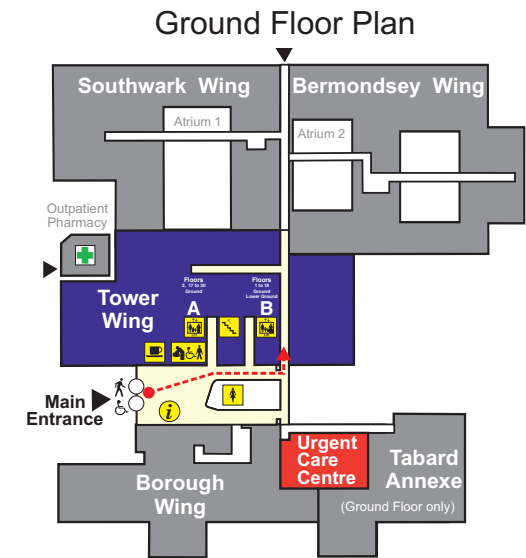 Ground Floor Plan
Southwark Wing
Bermondsey Wing
Atrium 1
Atrium 2
Outpatient
Pharmacy
Floors
2, 17 to 30
Ground
Floors
1 to 18
Ground
Lower Ground
Tower
Wing
A
B
Main
Entrance
i
Urgent
Care
Centre
Tabard
Annexe
(Ground Floor only)
Borough
Wing